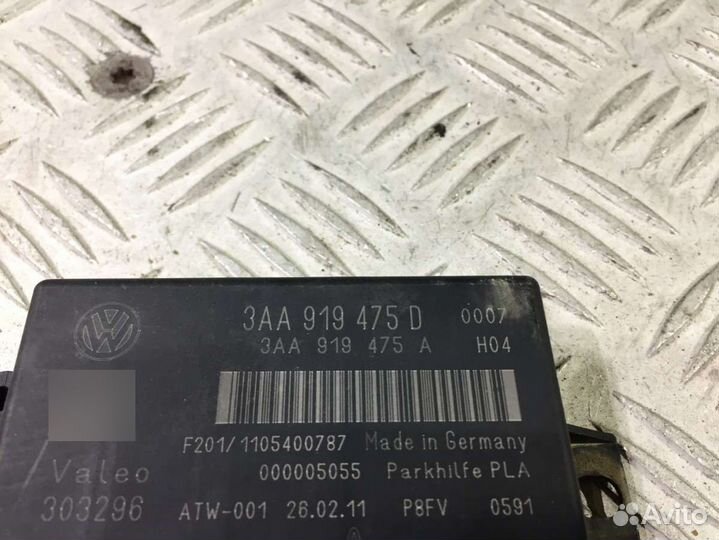 3AA 919 475 D 0007
3AA 919 475 A H04
F201/1105400787 Made in Germany
Valeo 000005055 Parkhilfe PLA
303296 ATW-001 26.02.11 P8FV 0591
Avito